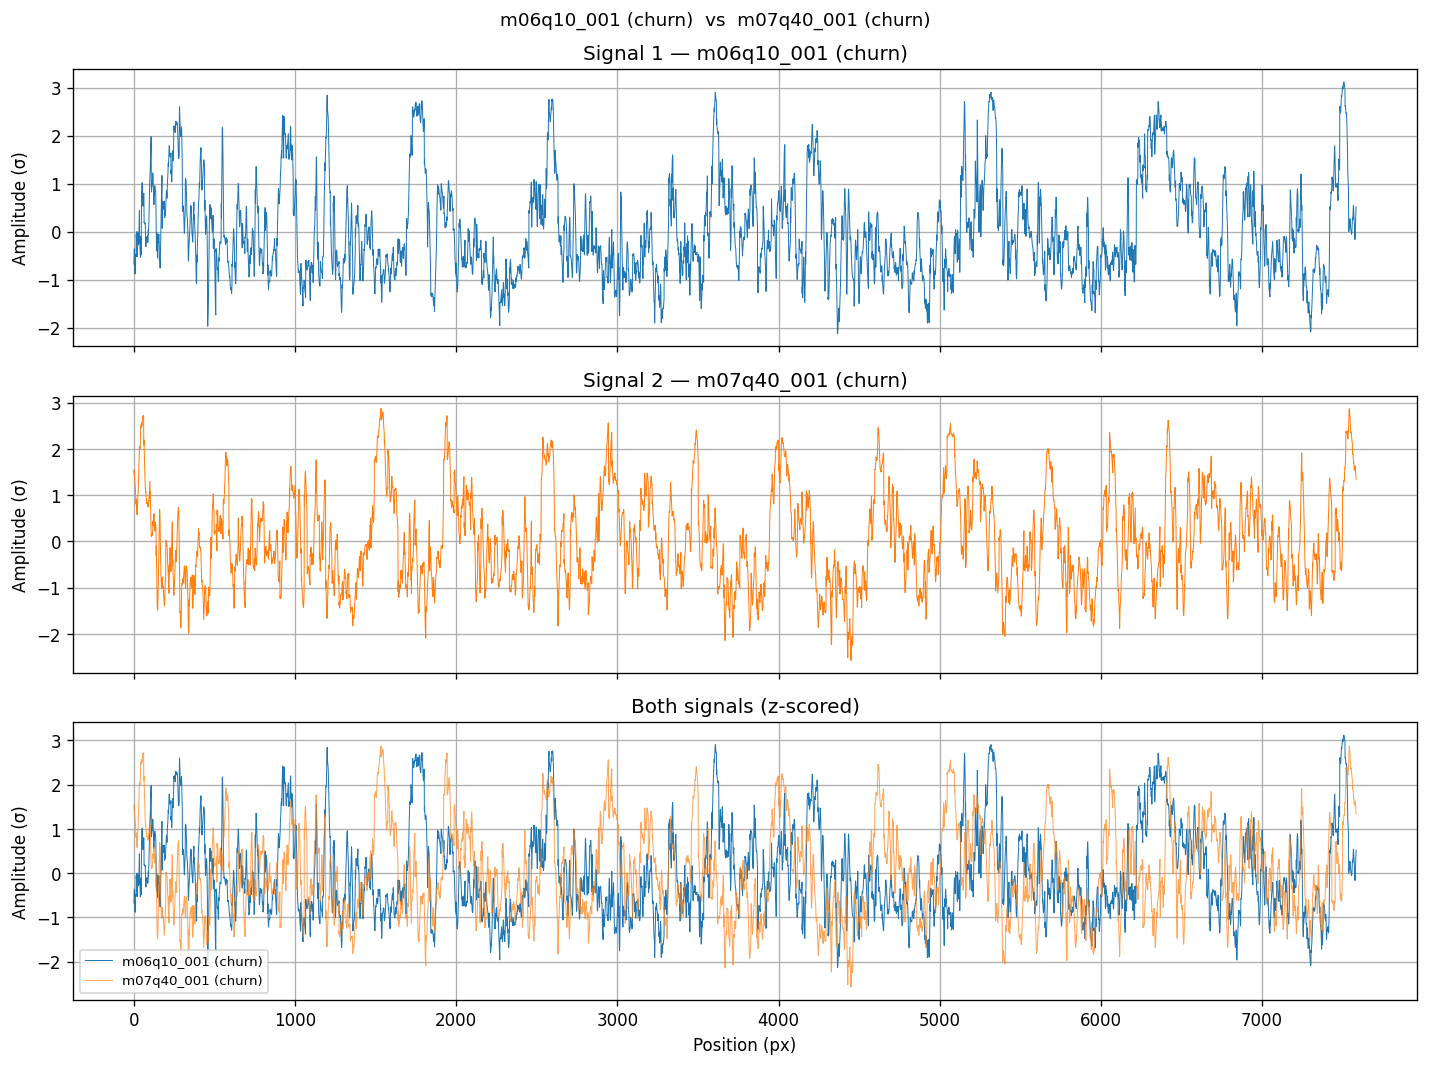 m06q10_001 (churn)  vs  m07q40_001 (churn)
Signal 1 — m06q10_001 (churn)
Amplitude (σ)
3
2
1
0
−1
−2
Signal 2 — m07q40_001 (churn)
Amplitude (σ)
3
2
1
0
−1
−2
Both signals (z-scored)
Amplitude (σ)
3
2
1
0
−1
−2
m06q10_001 (churn)
m07q40_001 (churn)
0 1000 2000 3000 4000 5000 6000 7000
Position (px)